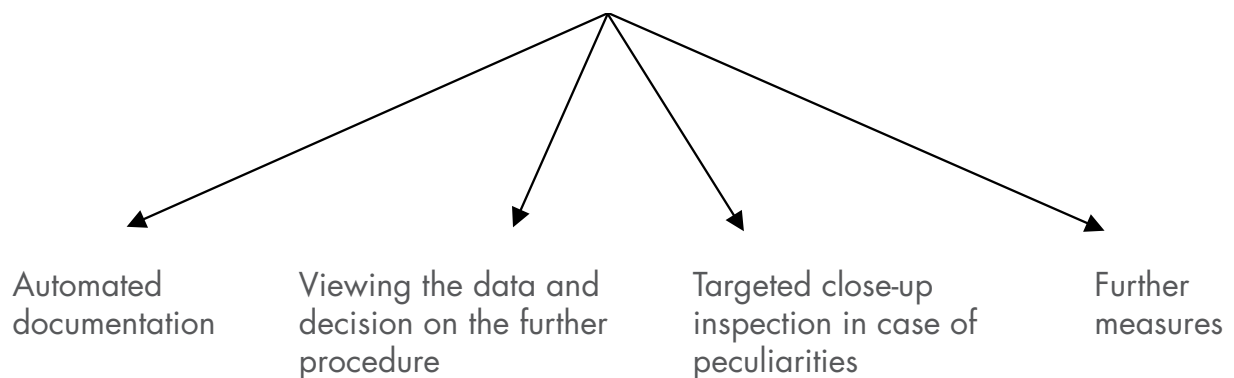 Automated
documentation
Viewing the data and
decision on the further
procedure
Targeted close-up
inspection in case of
peculiarities
Further
measures